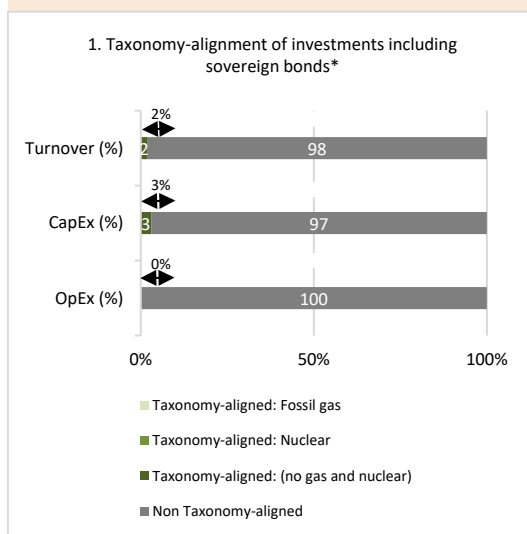 1. Taxonomy-alignment of investments including
sovereign bonds*
2%
Turnover (%)
2
98
3%
CapEx (%)
3
97
0%
OpEx (%)
100
0%
50%
100%
Taxonomy-aligned: Fossil gas
Taxonomy-aligned: Nuclear
Taxonomy-aligned: (no gas and nuclear)
Non Taxonomy-aligned